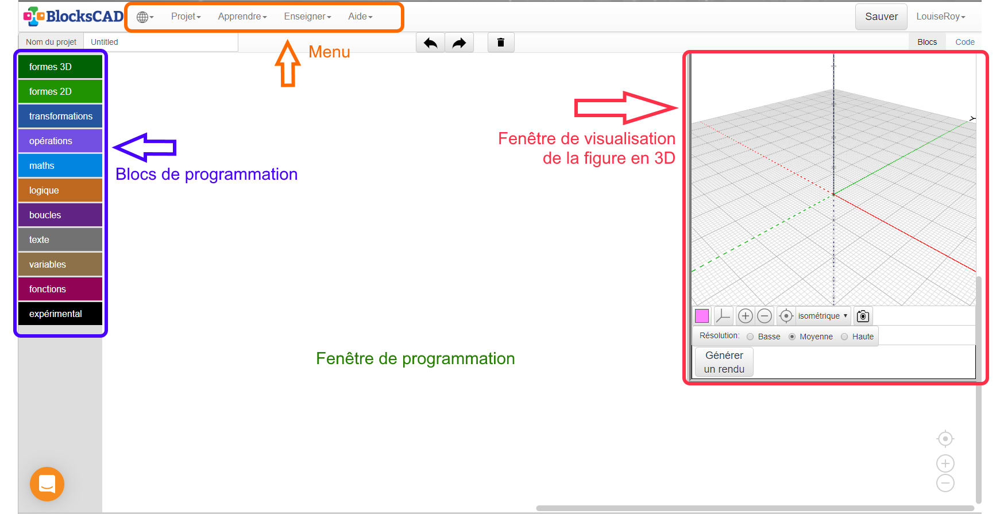 BlocksCAD Projet Apprendre Enseigner Aide Sauver LouiseRoy
Nom du projet Untitled Blocs Code
Menu
formes 3D
formes 2D
transformations
opérations
maths
logique
boucles
texte
variables
fonctions
expérimental
Blocs de programmation
Fenêtre de visualisation
de la figure en 3D
Y
isométrique
Résolution: Basse Moyenne Haute
Générer
un rendu
Fenêtre de programmation